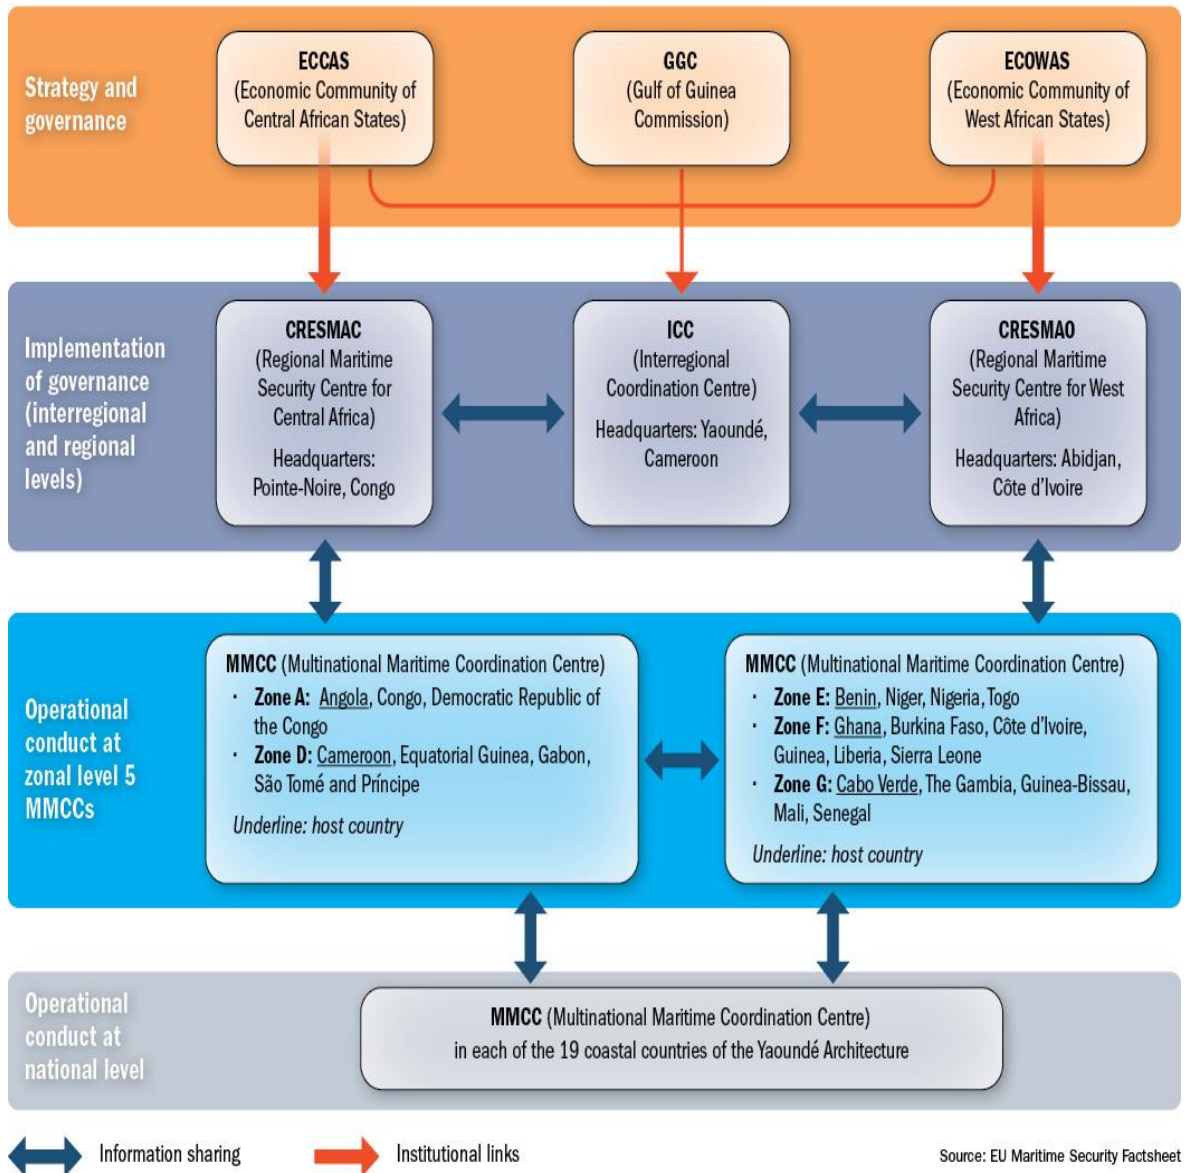 Strategy and
governance
ECCAS
(Economic Community of
Central African States)
GGC
(Gulf of Guinea
Commission)
ECOWAS
(Economic Community of
West African States)
Implementation
of governance
(interregional
and regional
levels)
CRESMAC
(Regional Maritime
Security Centre for
Central Africa)
Headquarters:
Pointe-Noire, Congo
ICC
(Interregional
Coordination Centre)
Headquarters: Yaoundé,
Cameroon
CRESMAO
(Regional Maritime
Security Centre for West
Africa)
Headquarters: Abidjan,
Côte d’Ivoire
Operational
conduct at
zonal level 5
MMCCs
MMCC (Multinational Maritime Coordination Centre)
· Zone A: Angola, Congo, Democratic Republic of
the Congo
· Zone D: Cameroon, Equatorial Guinea, Gabon,
São Tomé and Príncipe
Underline: host country
MMCC (Multinational Maritime Coordination Centre)
· Zone E: Benin, Niger, Nigeria, Togo
· Zone F: Ghana, Burkina Faso, Côte d’Ivoire,
Guinea, Liberia, Sierra Leone
· Zone G: Cabo Verde, The Gambia, Guinea-Bissau,
Mali, Senegal
Underline: host country
Operational
conduct at
national level
MMCC (Multinational Maritime Coordination Centre)
in each of the 19 coastal countries of the Yaoundé Architecture
Information sharing
Institutional links
Source: EU Maritime Security Factsheet